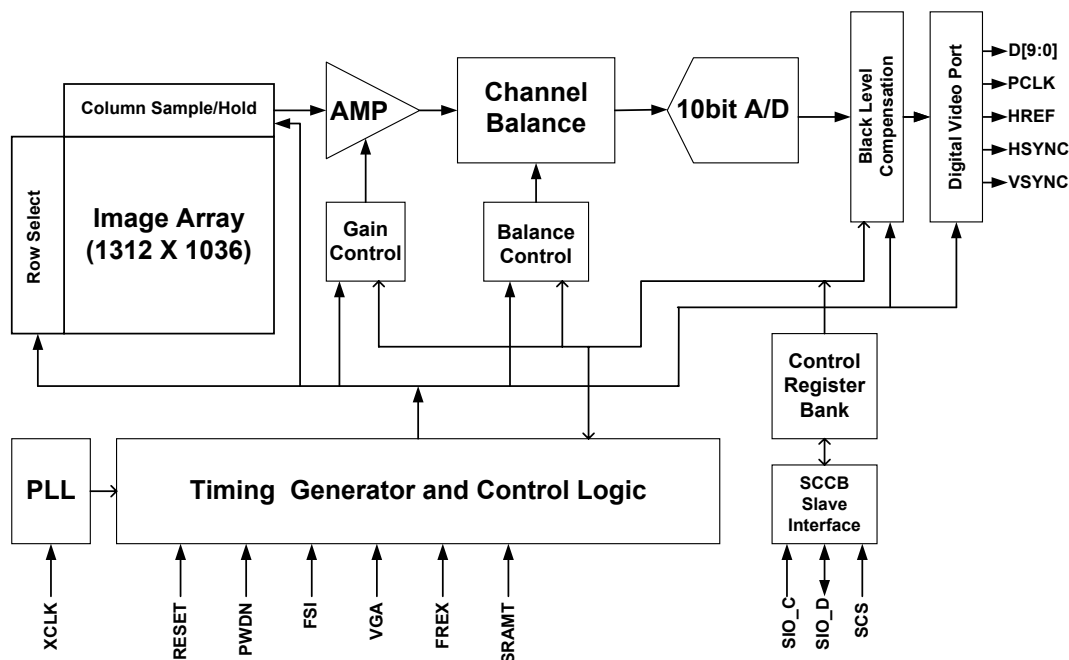 Column Sample/Hold
Row Select
Image Array
(1312 X 1036)
AMP
Channel
Balance
10bit A/D
Black Level
Compensation
Digital Video Port
D[9:0]
PCLK
HREF
HSYNC
VSYNC
Gain
Control
Balance
Control
Control
Register
Bank
PLL
Timing Generator and Control Logic
SCCB
Slave
Interface
XCLK
RESET
PWDN
FSI
VGA
FREX
SRAMT
SIO_C
SIO_D
SCS